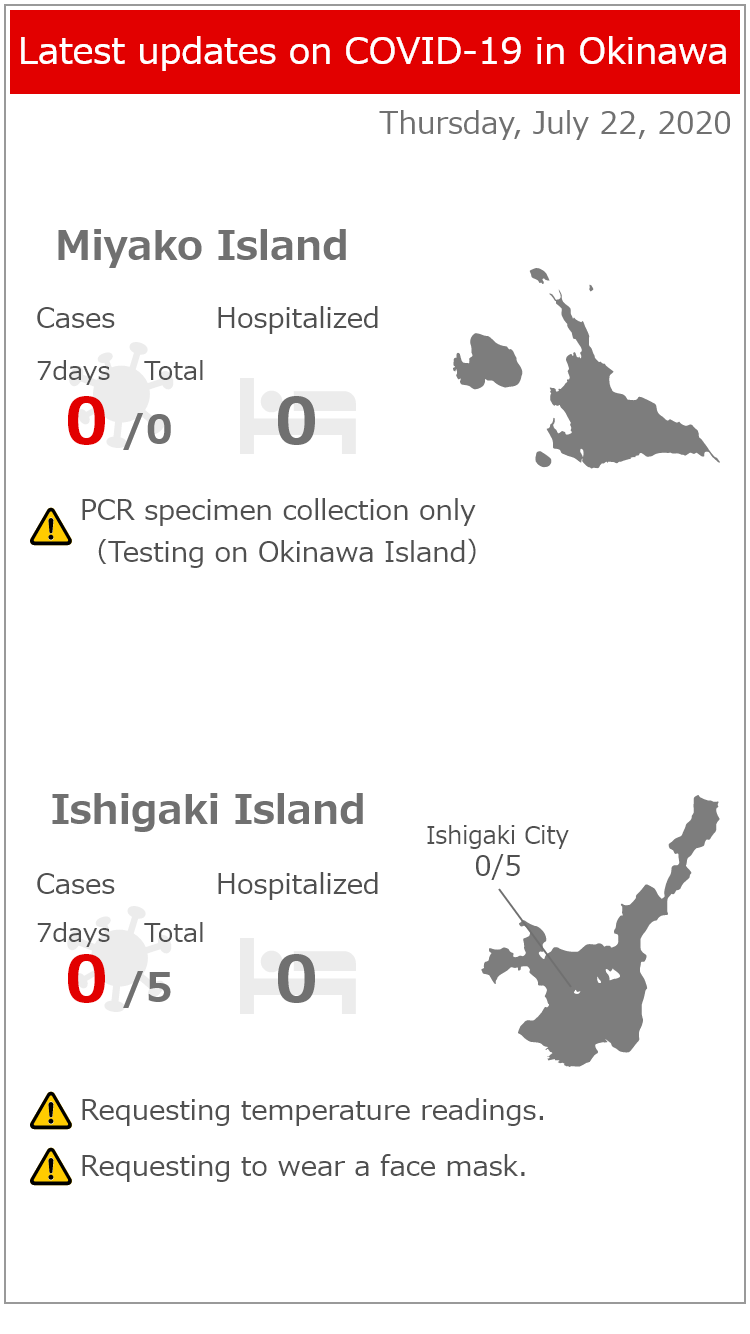 Latest updates on COVID-19 in Okinawa
Thursday, July 22, 2020
Miyako Island
Cases
Hospitalized
7days
Total
0 /0
0
PCR specimen collection only
（Testing on Okinawa Island）
Ishigaki Island
Ishigaki City
0/5
Cases
Hospitalized
7days
Total
0 /5
0
Requesting temperature readings.
Requesting to wear a face mask.